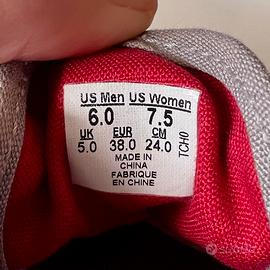 US Men US Women
6.0 7.5
UK EUR CM
5.0 38.0 24.0
MADE IN
CHINA
FABRIQUE
EN CHINE
TCH0